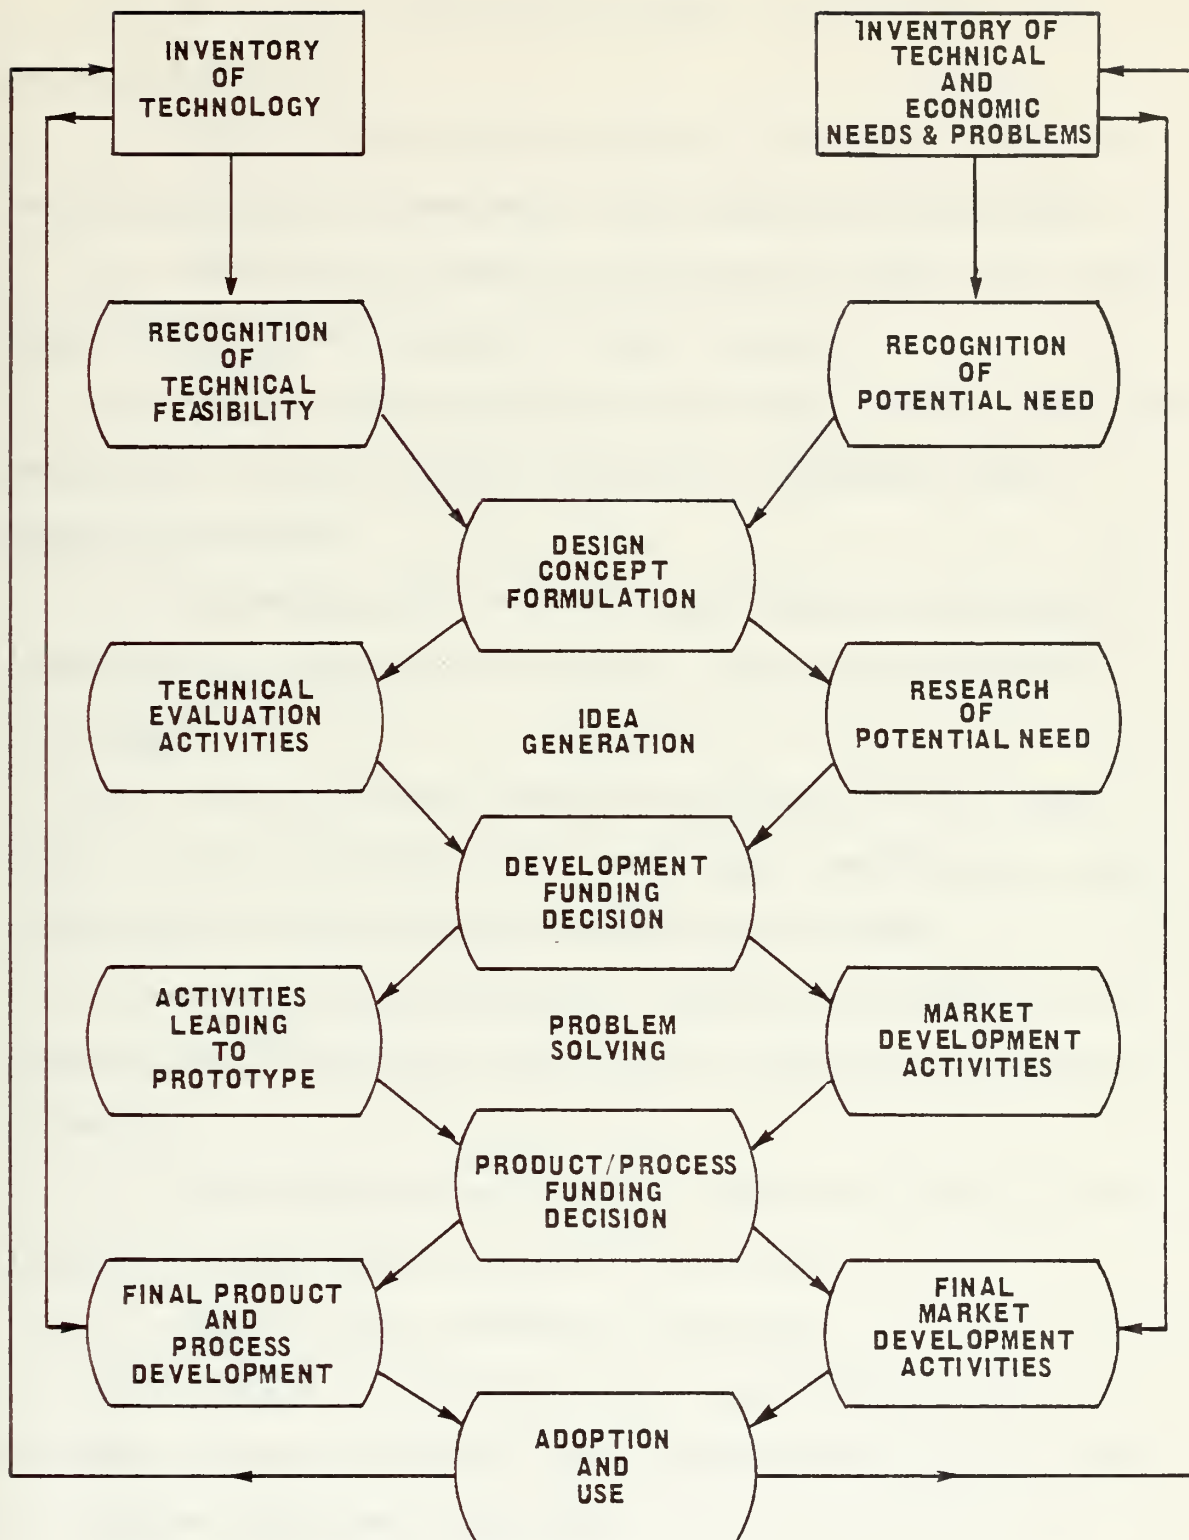 INVENTORY
OF
TECHNOLOGY
INVENTORY OF
TECHNICAL
AND
ECONOMIC
NEEDS & PROBLEMS
RECOGNITION
OF
TECHNICAL
FEASIBILITY
RECOGNITION
OF
POTENTIAL NEED
DESIGN
CONCEPT
FORMULATION
TECHNICAL
EVALUATION
ACTIVITIES
IDEA
GENERATION
RESEARCH
OF
POTENTIAL NEED
DEVELOPMENT
FUNDING
DECISION
ACTIVITIES
LEADING
TO
PROTOTYPE
PROBLEM
SOLVING
MARKET
DEVELOPMENT
ACTIVITIES
PRODUCT/PROCESS
FUNDING
DECISION
FINAL PRODUCT
AND
PROCESS
DEVELOPMENT
FINAL
MARKET
DEVELOPMENT
ACTIVITIES
ADOPTION
AND
USE